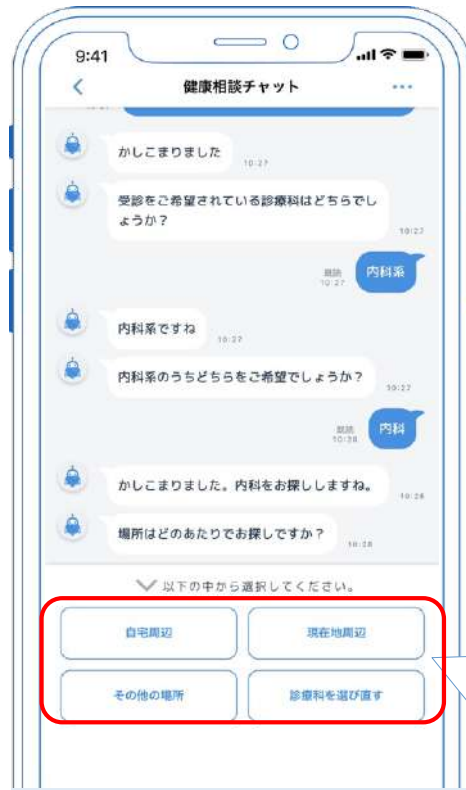 9:41
健康相談チャット
かしこまりました
10:27
受診をご希望されている診療科はどちらでし
ょうか？
10:27
内科系
既読
10:27
内科系ですね
10:27
内科系のうちどちらをご希望でしょうか？
10:27
内科
既読
10:28
かしこまりました。内科をお探ししますね。
10:28
場所はどのあたりでお探しですか？
10:28
以下の中から選択してください。
自宅周辺
現在地周辺
その他の場所
診療科を選び直す